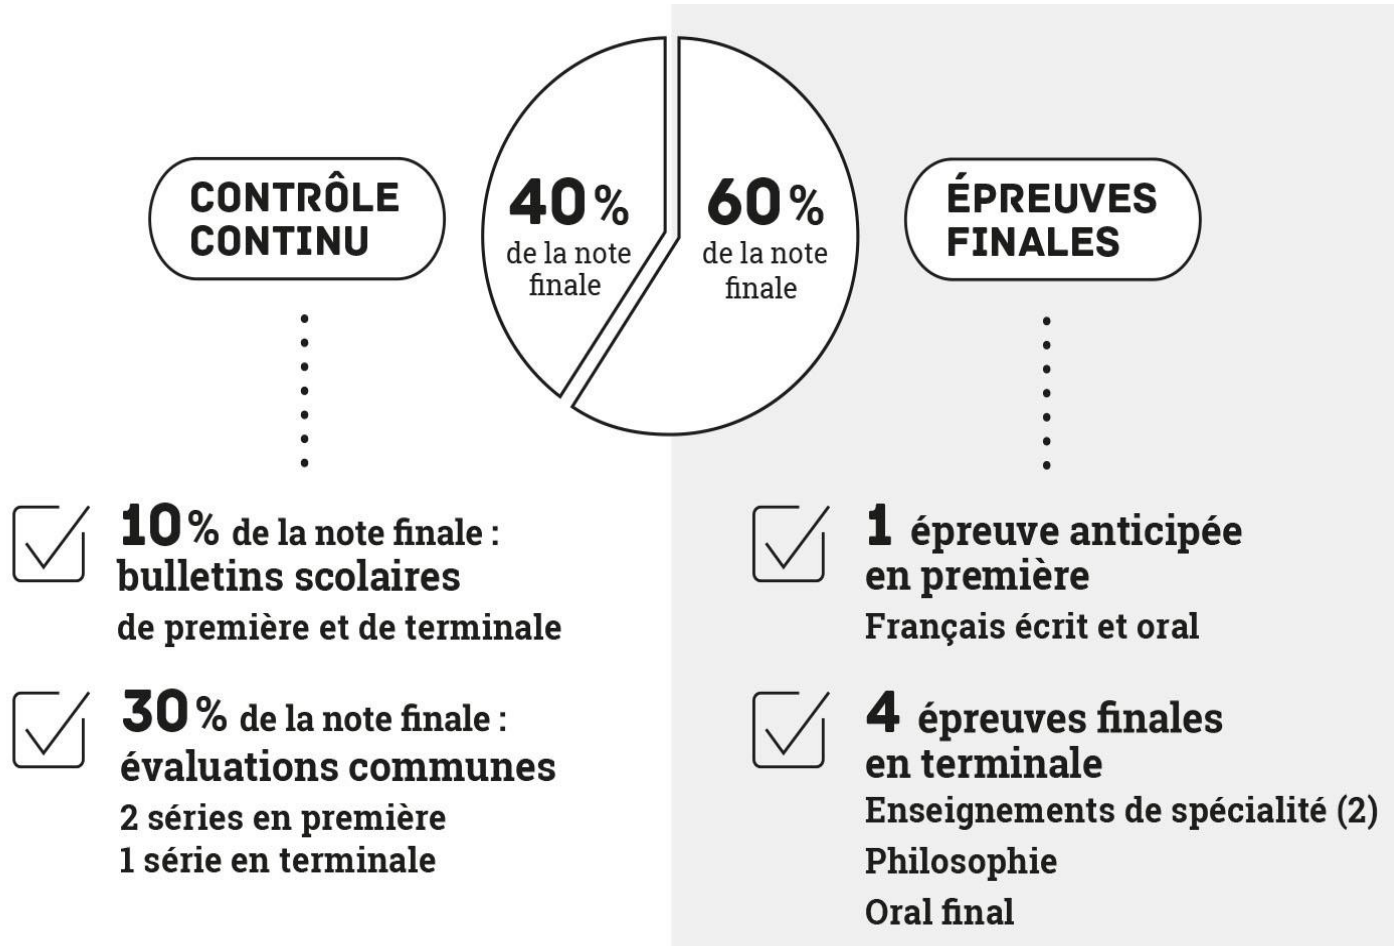 CONTRÔLE
CONTINU
40%
de la note
finale
60%
de la note
finale
ÉPREUVES
FINALES
10% de la note finale :
bulletins scolaires
de première et de terminale
30% de la note finale :
évaluations communes
2 séries en première
1 série en terminale
1 épreuve anticipée
en première
Français écrit et oral
4 épreuves finales
en terminale
Enseignements de spécialité (2)
Philosophie
Oral final